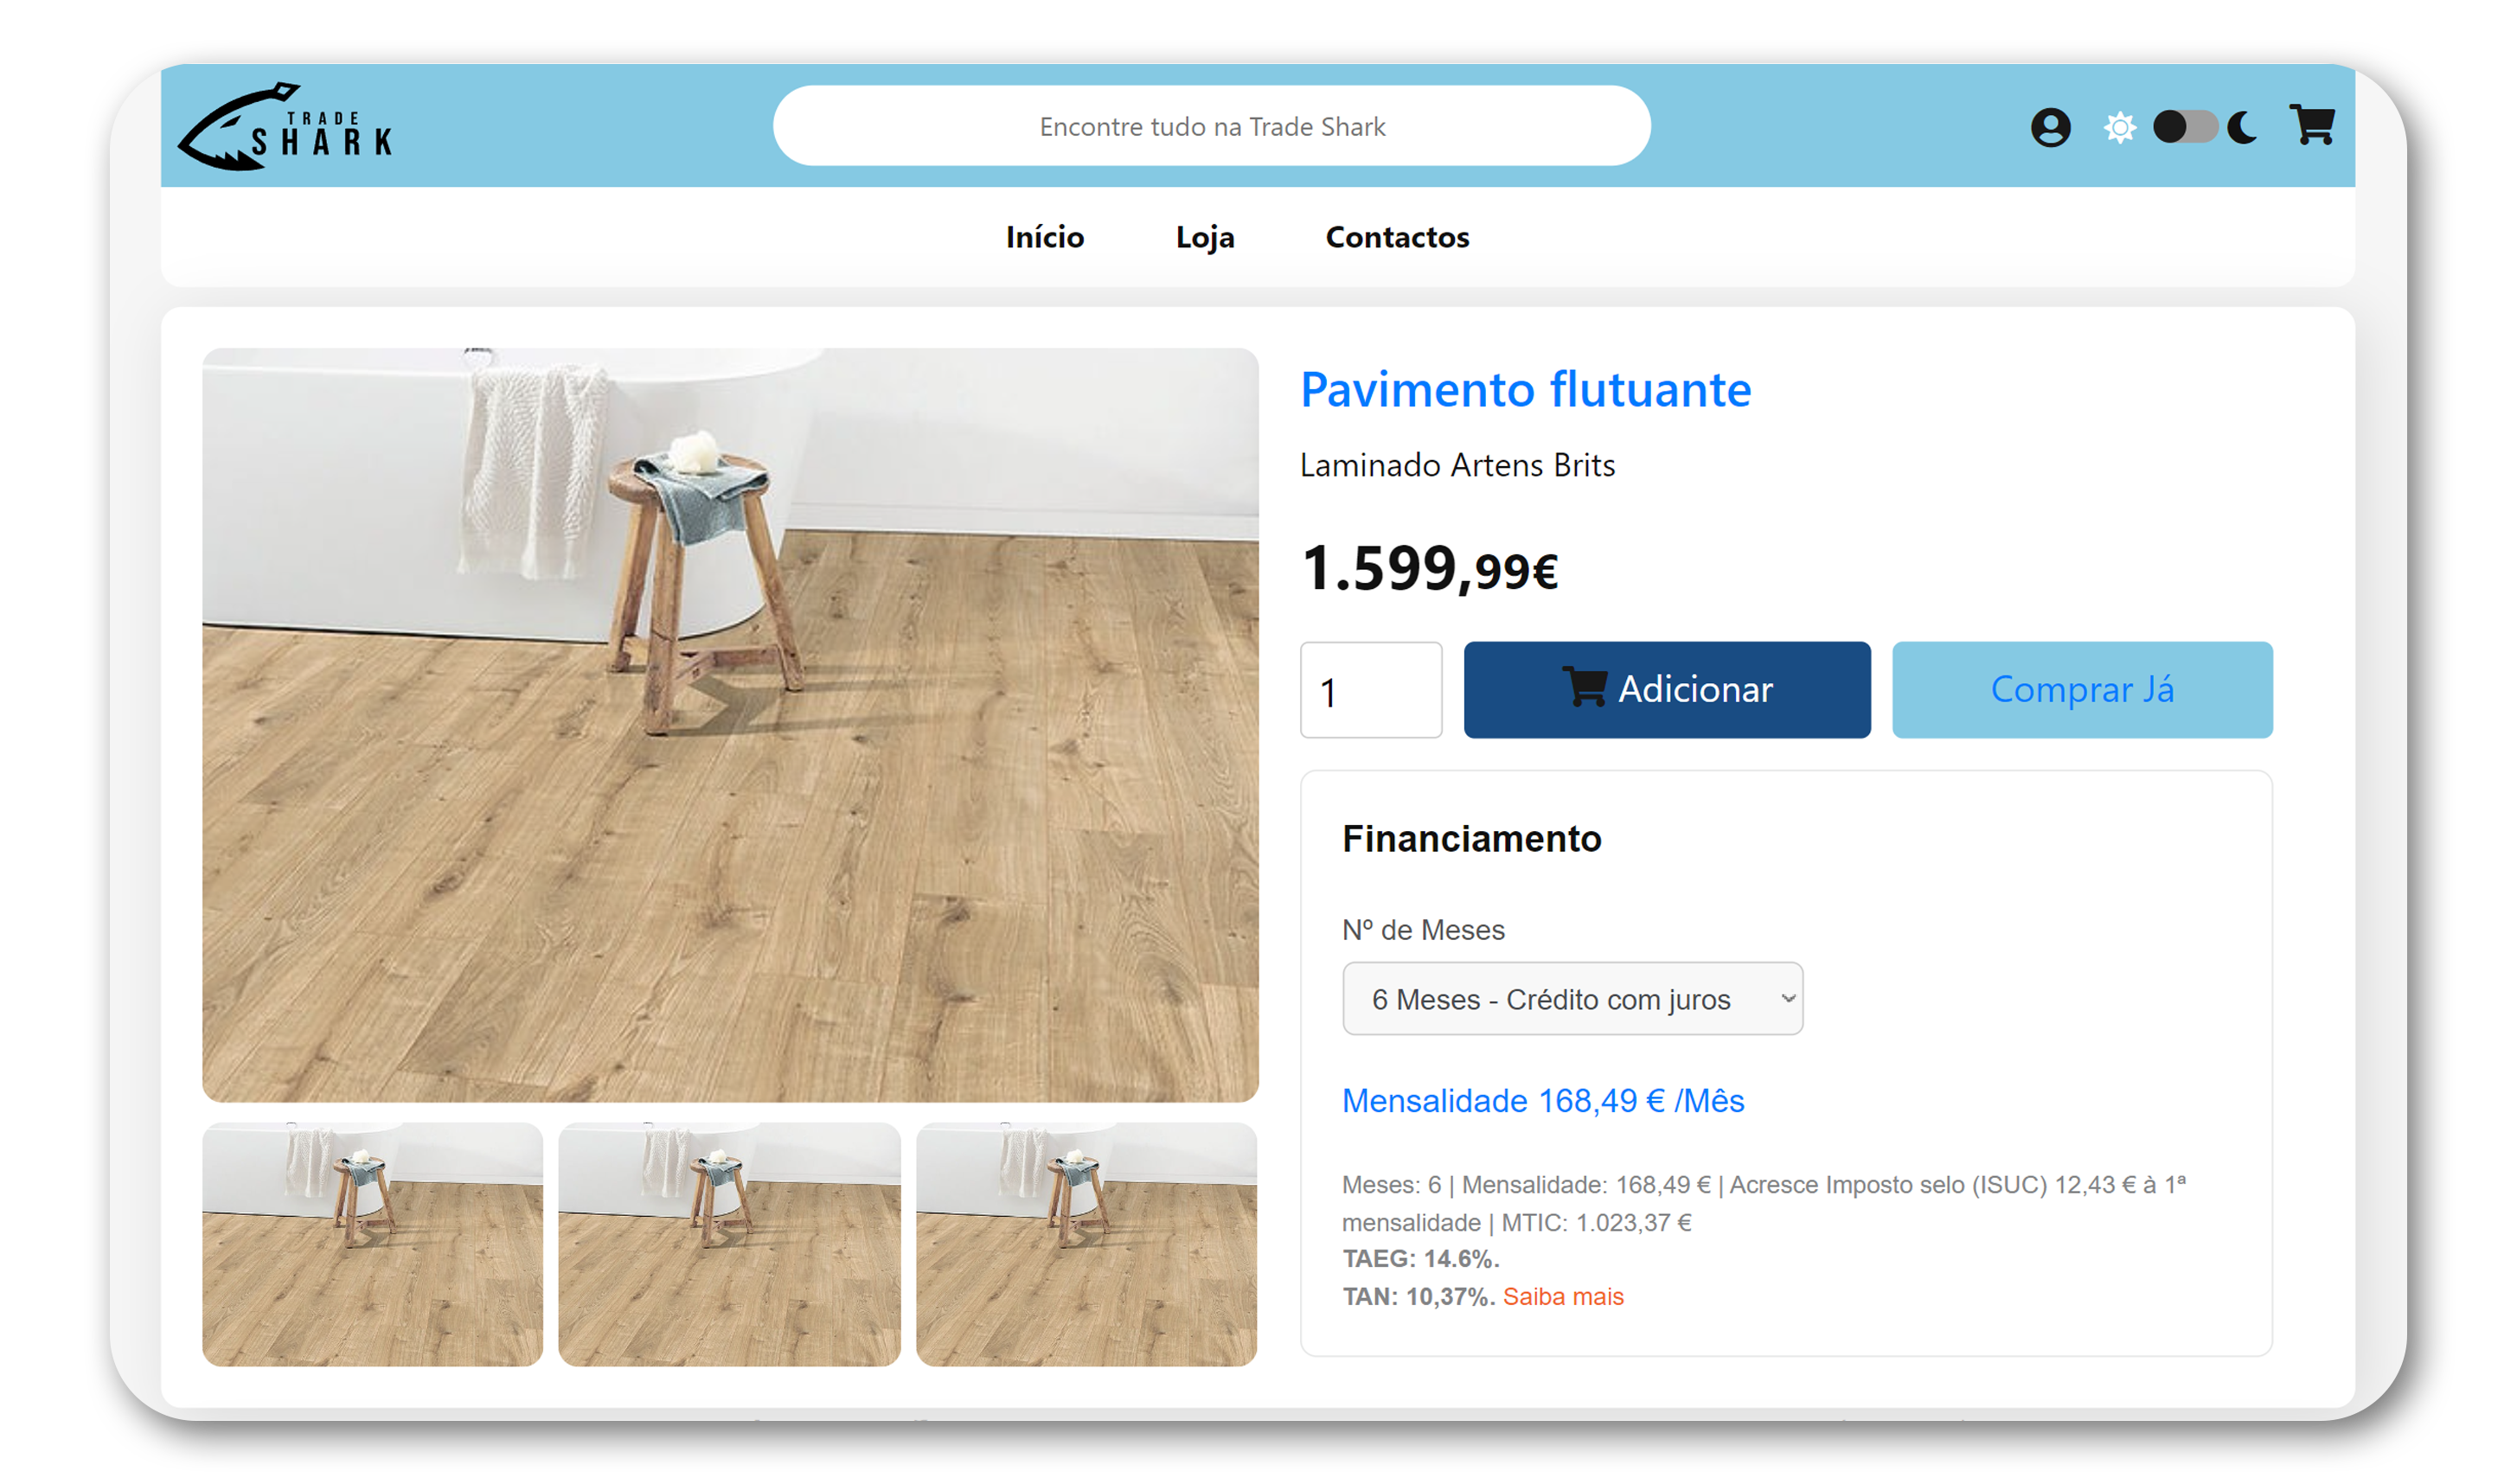 TRADE
SHARK
Encontre tudo na Trade Shark
Início Loja Contactos
Pavimento flutuante
Laminado Artens Brits
1.599,99€
1 Adicionar Comprar Já
Financiamento
Nº de Meses
6 Meses - Crédito com juros
Mensalidade 168,49 € /Mês
Meses: 6 | Mensalidade: 168,49 € | Acresce Imposto selo (ISUC) 12,43 € à 1ª
mensalidade | MTIC: 1.023,37 €
TAEG: 14.6%.
TAN: 10,37%. Saiba mais